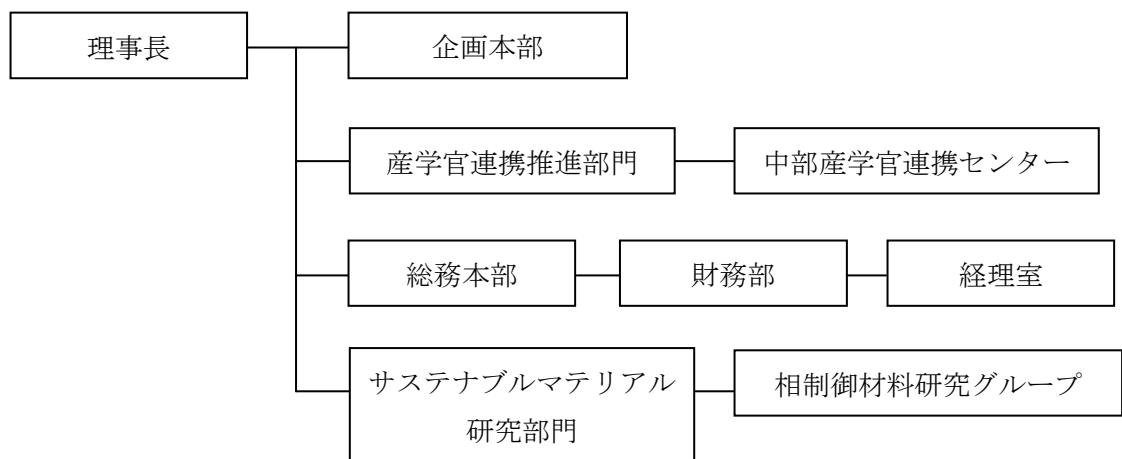 理事長
企画本部
産学官連携推進部門
中部産学官連携センター
総務本部
財務部
経理室
サステナブルマテリアル
研究部門
相制御材料研究グループ